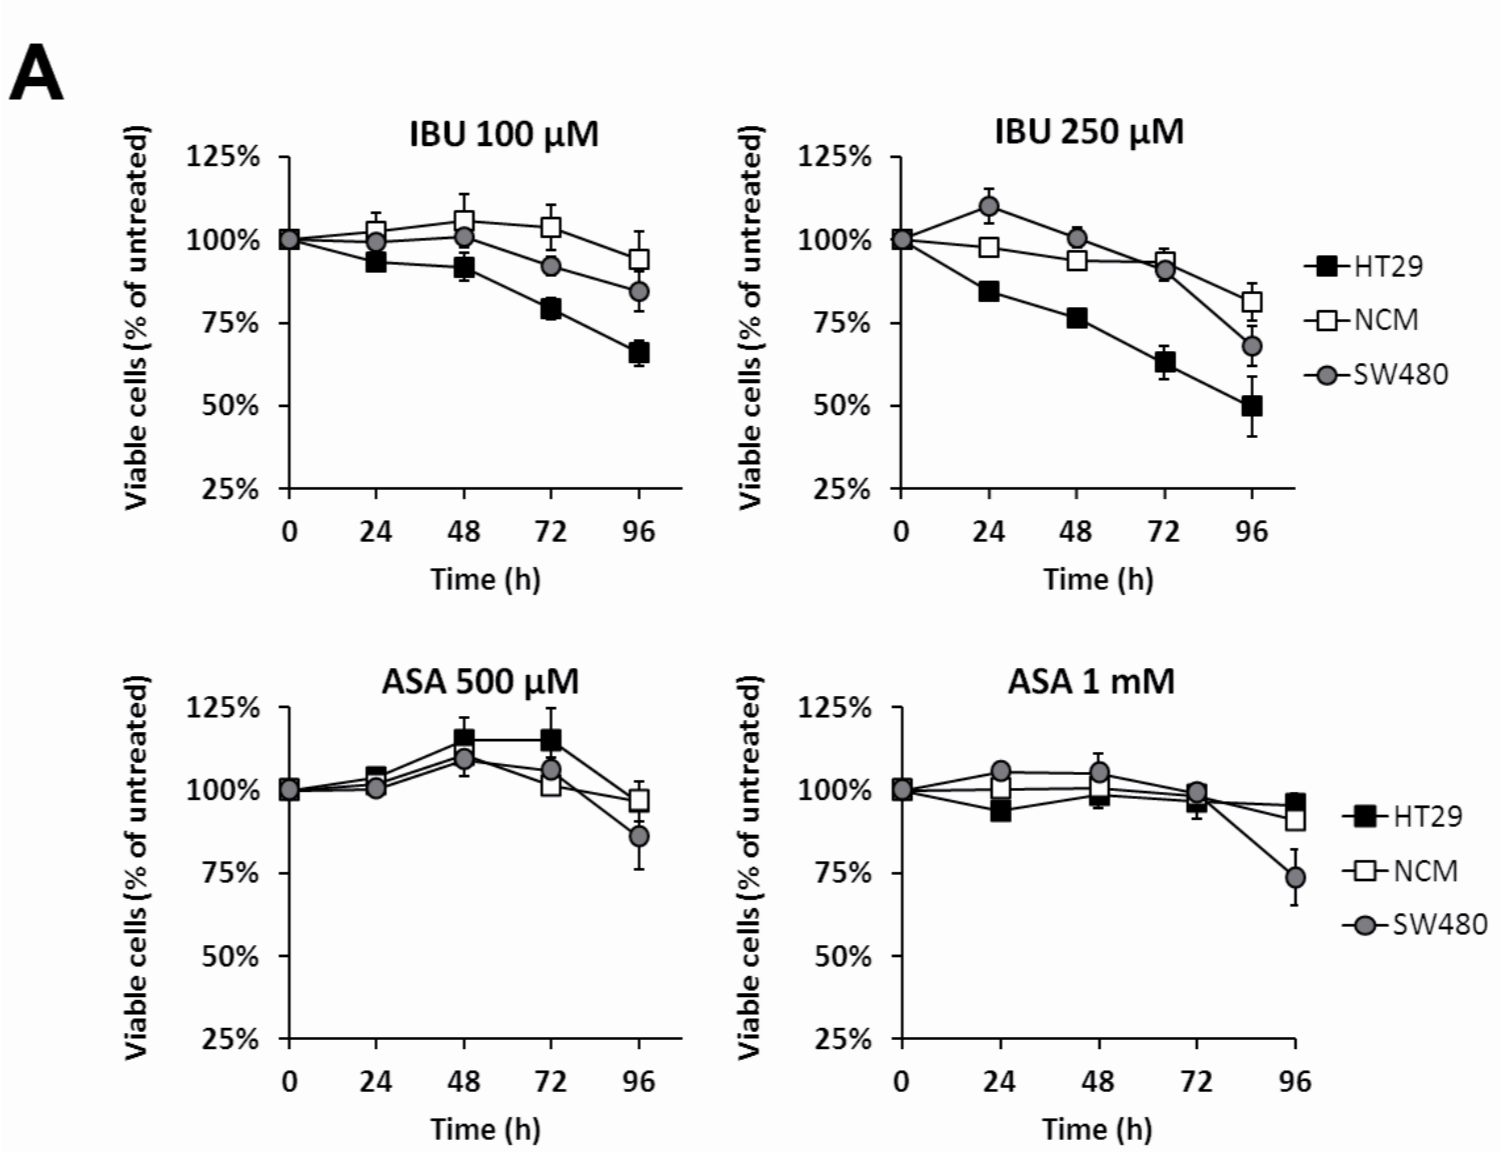 A
IBU 100 µM
Viable cells (% of untreated)
125%
100%
75%
50%
25%
0 24 48 72 96
Time (h)
IBU 250 µM
Viable cells (% of untreated)
125%
100%
75%
50%
25%
0 24 48 72 96
Time (h)
HT29
NCM
SW480
ASA 500 µM
Viable cells (% of untreated)
125%
100%
75%
50%
25%
0 24 48 72 96
Time (h)
ASA 1 mM
Viable cells (% of untreated)
125%
100%
75%
50%
25%
0 24 48 72 96
Time (h)
HT29
NCM
SW480